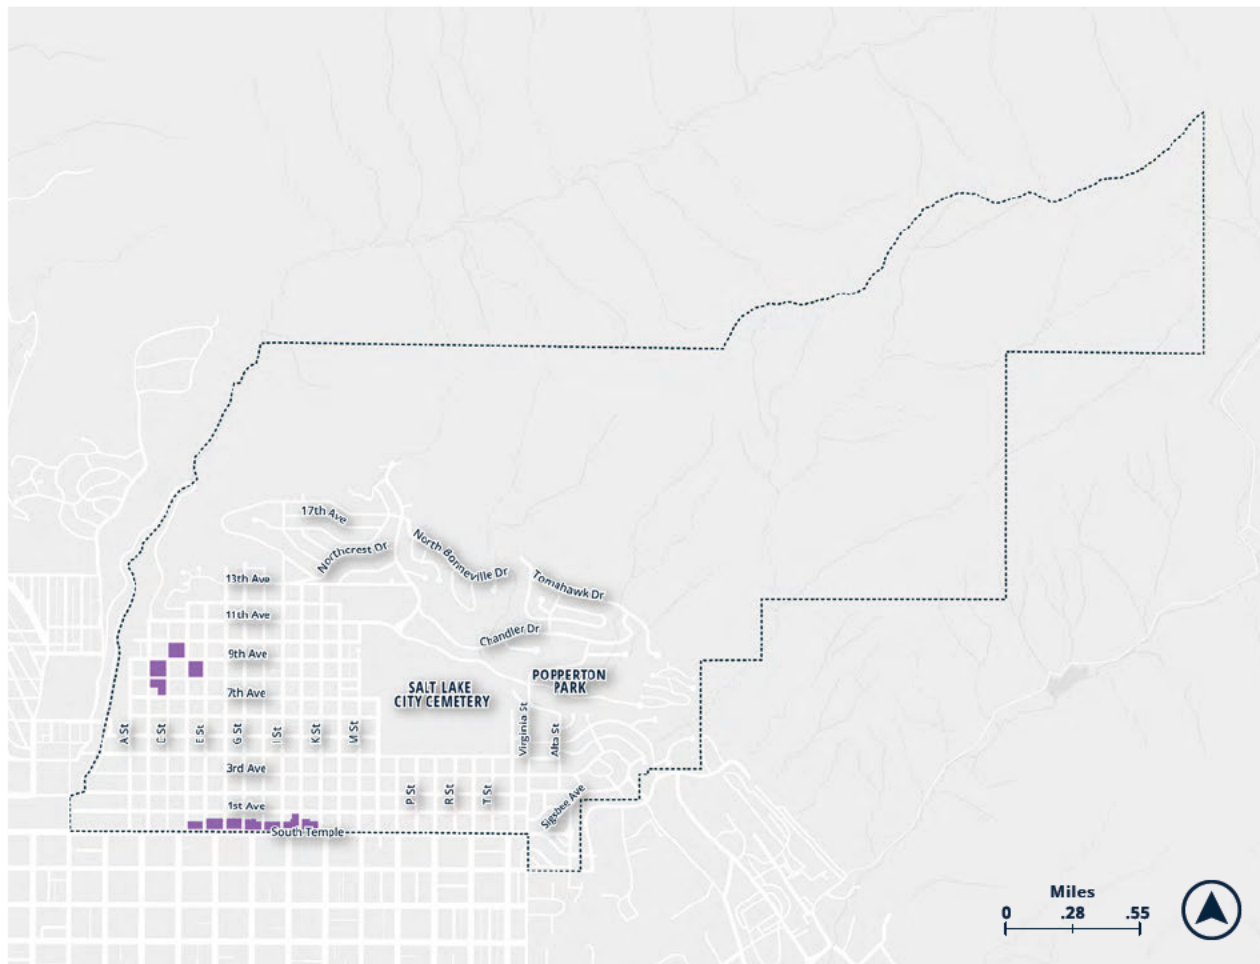 17th Ave
Northcrest Dr
North Bonneville Dr
13th Ave
Tomahawk Dr
11th Ave
Chandler Dr
9th Ave
POPPERTON
PARK
SALT LAKE
CITY CEMETERY
7th Ave
A St
C St
E St
G St
I St
K St
M St
Virginia St
Alta St
3rd Ave
P St
R St
T St
Sigsbee Ave
1st Ave
South Temple
Miles
0 .28 .55